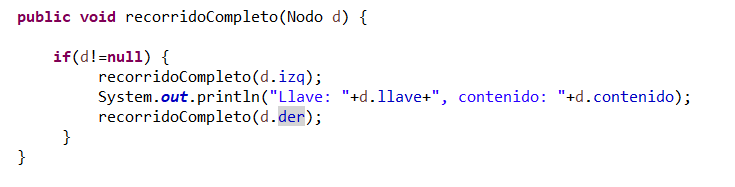 public void recorridoCompleto(Nodo d) {
if(d!=null) {
recorridoCompleto(d.izq);
System.out.println("Llave: "+d.llave+", contenido: "+d.contenido);
recorridoCompleto(d.der);
}
}